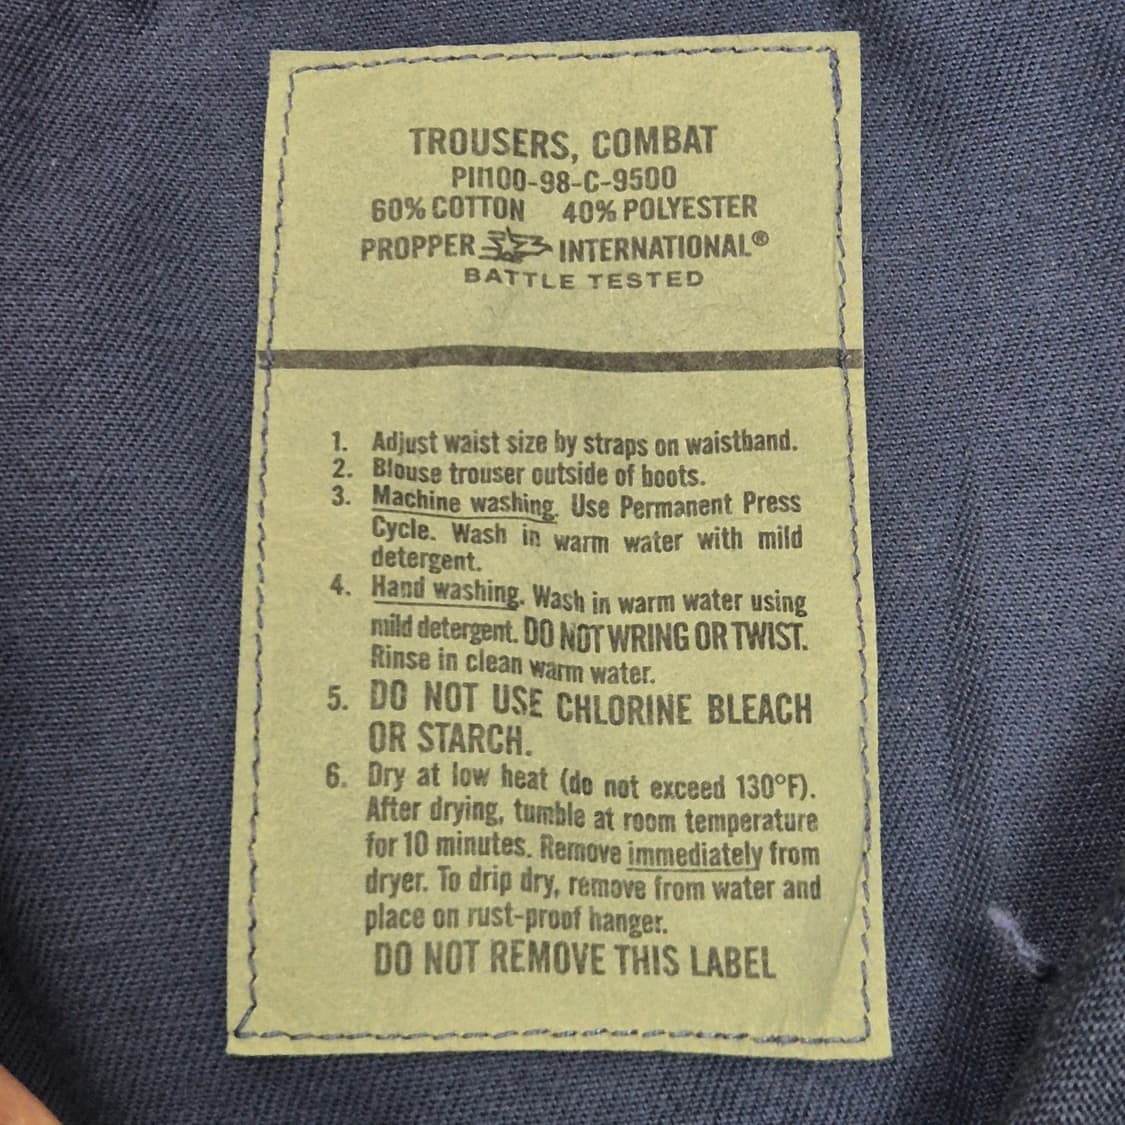 TROUSERS, COMBAT
PII100-98-C-9500
60% COTTON 40% POLYESTER
PROPPER INTERNATIONAL®
BATTLE TESTED
1. Adjust waist size by straps on waistband.
2. Blouse trouser outside of boots.
3. Machine washing. Use Permanent Press
Cycle. Wash in warm water with mild
detergent.
4. Hand washing. Wash in warm water using
mild detergent. DO NOT WRING OR TWIST.
Rinse in clean warm water.
5. DO NOT USE CHLORINE BLEACH
OR STARCH.
6. Dry at low heat (do not exceed 130°F).
After drying, tumble at room temperature
for 10 minutes. Remove immediately from
dryer. To drip dry, remove from water and
place on rust-proof hanger.
DO NOT REMOVE THIS LABEL